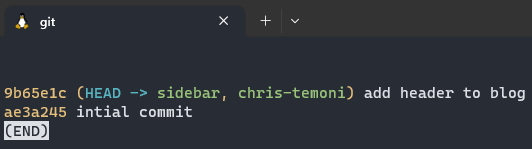 git
9b65e1c (HEAD -> sidebar, chris-temoni) add header to blog
ae3a245 intial commit
(END)